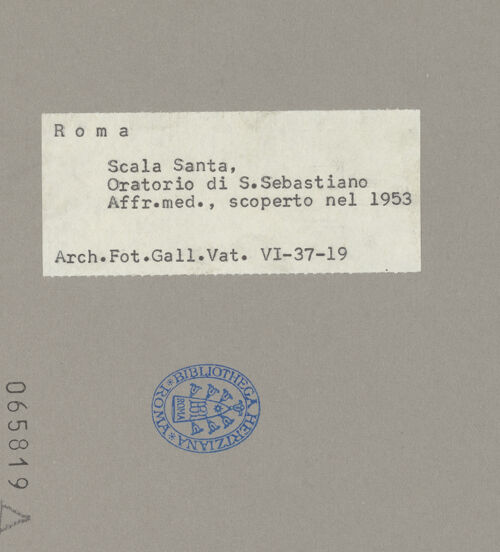 Roma
Scala Santa,
Oratorio di S.Sebastiano
Affr.med., scoperto nel 1953
Arch.Fot.Gall.Vat. VI-37-19
BIBLIOTHECA HERTZIANA
ROMA
065819